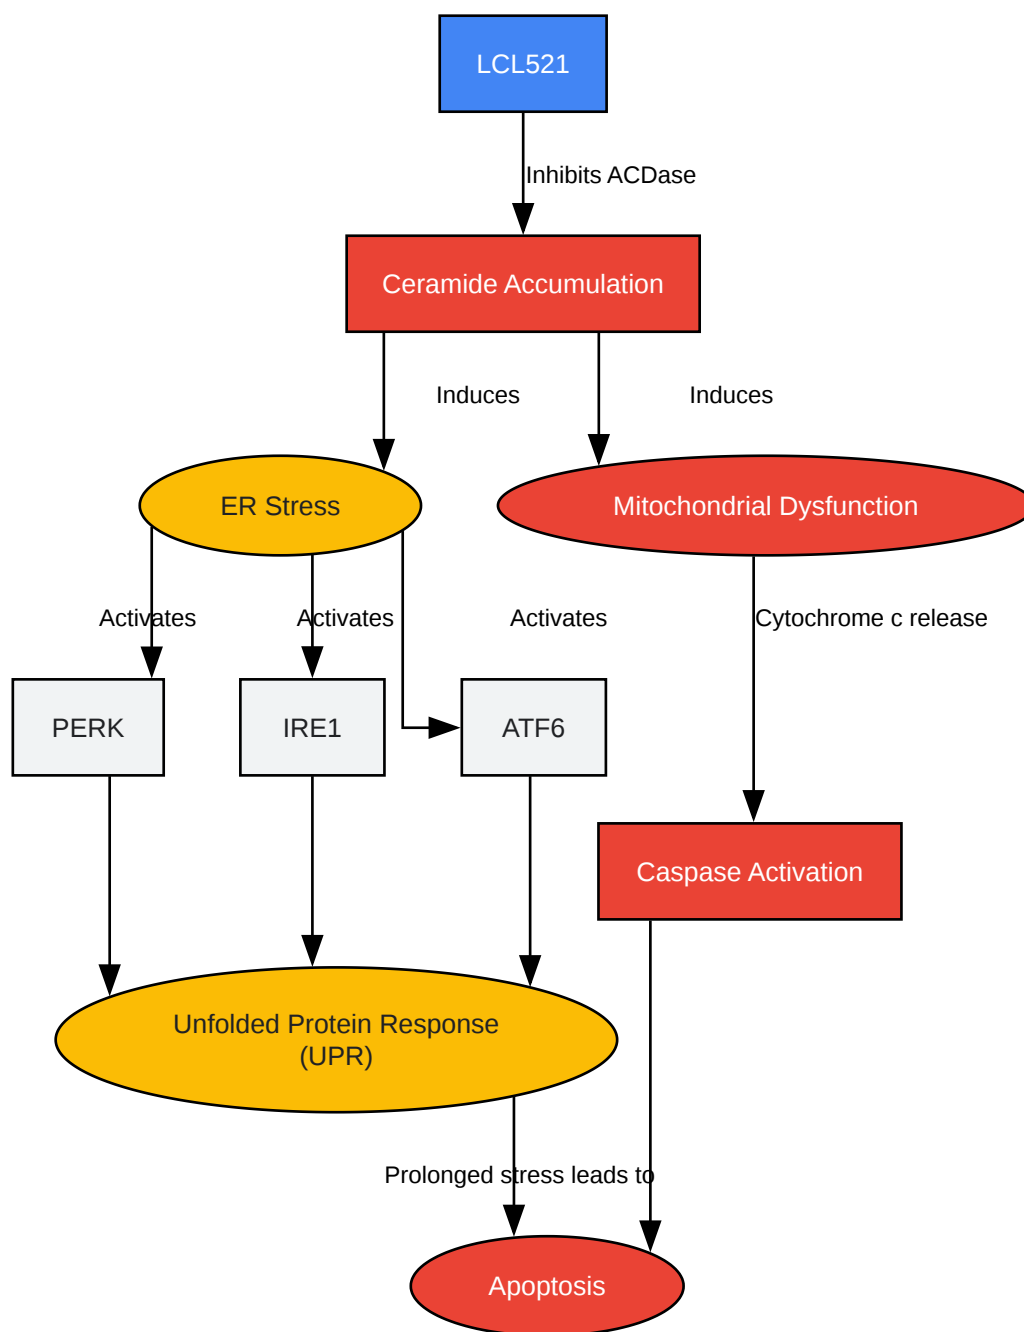 LCL521
Inhibits ACDase
Ceramide Accumulation
Induces
Induces
ER Stress
Mitochondrial Dysfunction
Activates
Activates
Activates
Cytochrome c release
PERK
IRE1
ATF6
Caspase Activation
Unfolded Protein Response
(UPR)
Prolonged stress leads to
Apoptosis